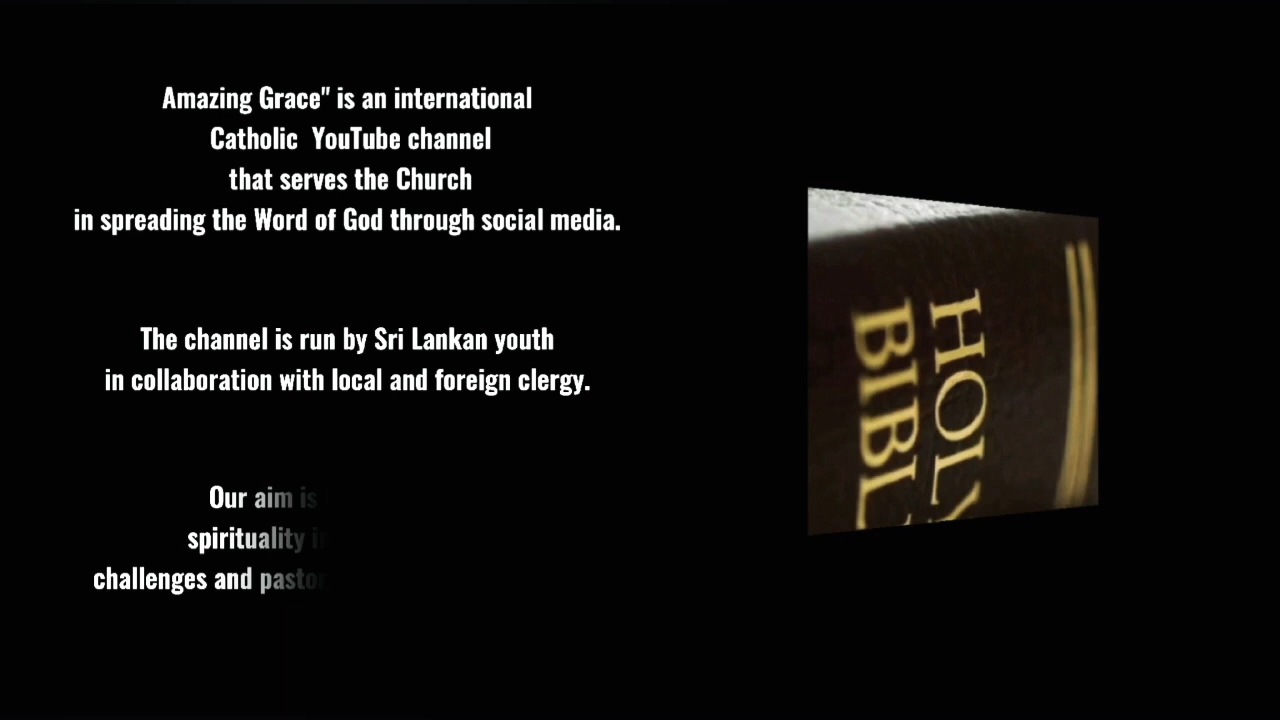 Amazing Grace" is an international
Catholic YouTube channel
that serves the Church
in spreading the Word of God through social media.
The channel is run by Sri Lankan youth
in collaboration with local and foreign clergy.
Our aim is
spirituality
challenges and
HOLY